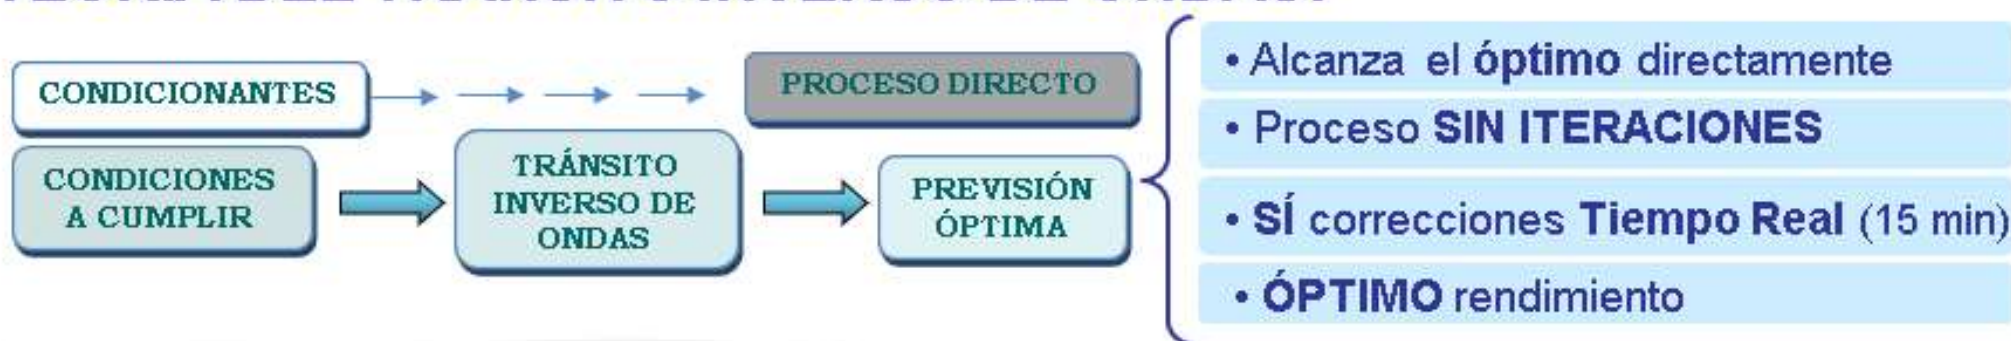 CONDICIONANTES
PROCESO DIRECTO
CONDICIONES
A CUMPLIR
TRÁNSITO
INVERSO DE
ONDAS
PREVISIÓN
ÓPTIMA
• Alcanza el óptimo directamente
• Proceso SIN ITERACIONES
• SÍ correcciones Tiempo Real (15 min)
• ÓPTIMO rendimiento